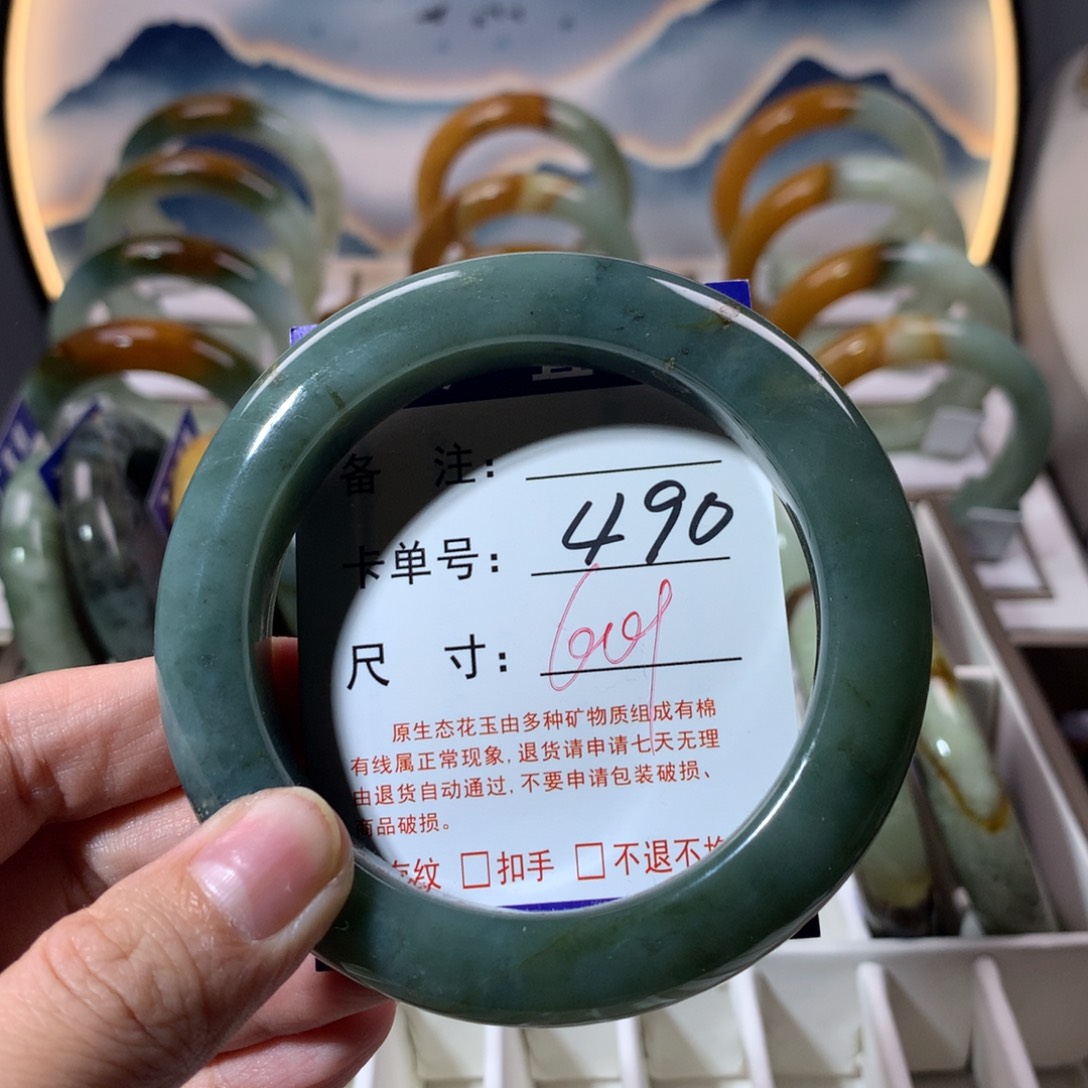 备 注：
卡单号： 490
尺 寸：
原生态花玉由多种矿物质组成有棉
有线属正常现象，退货请申请七天无理
由退货自动通过，不要申请包装破损、
商品破损。
纹 □扣手 □不退不